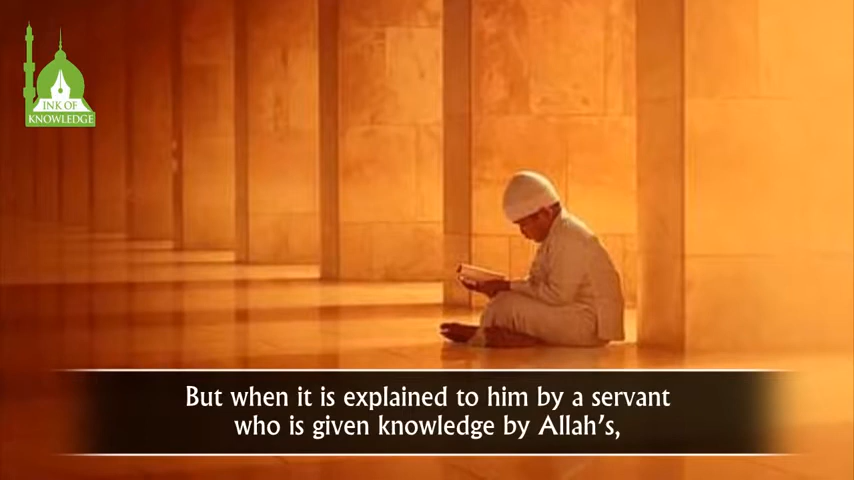 INK OF
KNOWLEDGE
But when it is explained to him by a servant
who is given knowledge by Allah's,